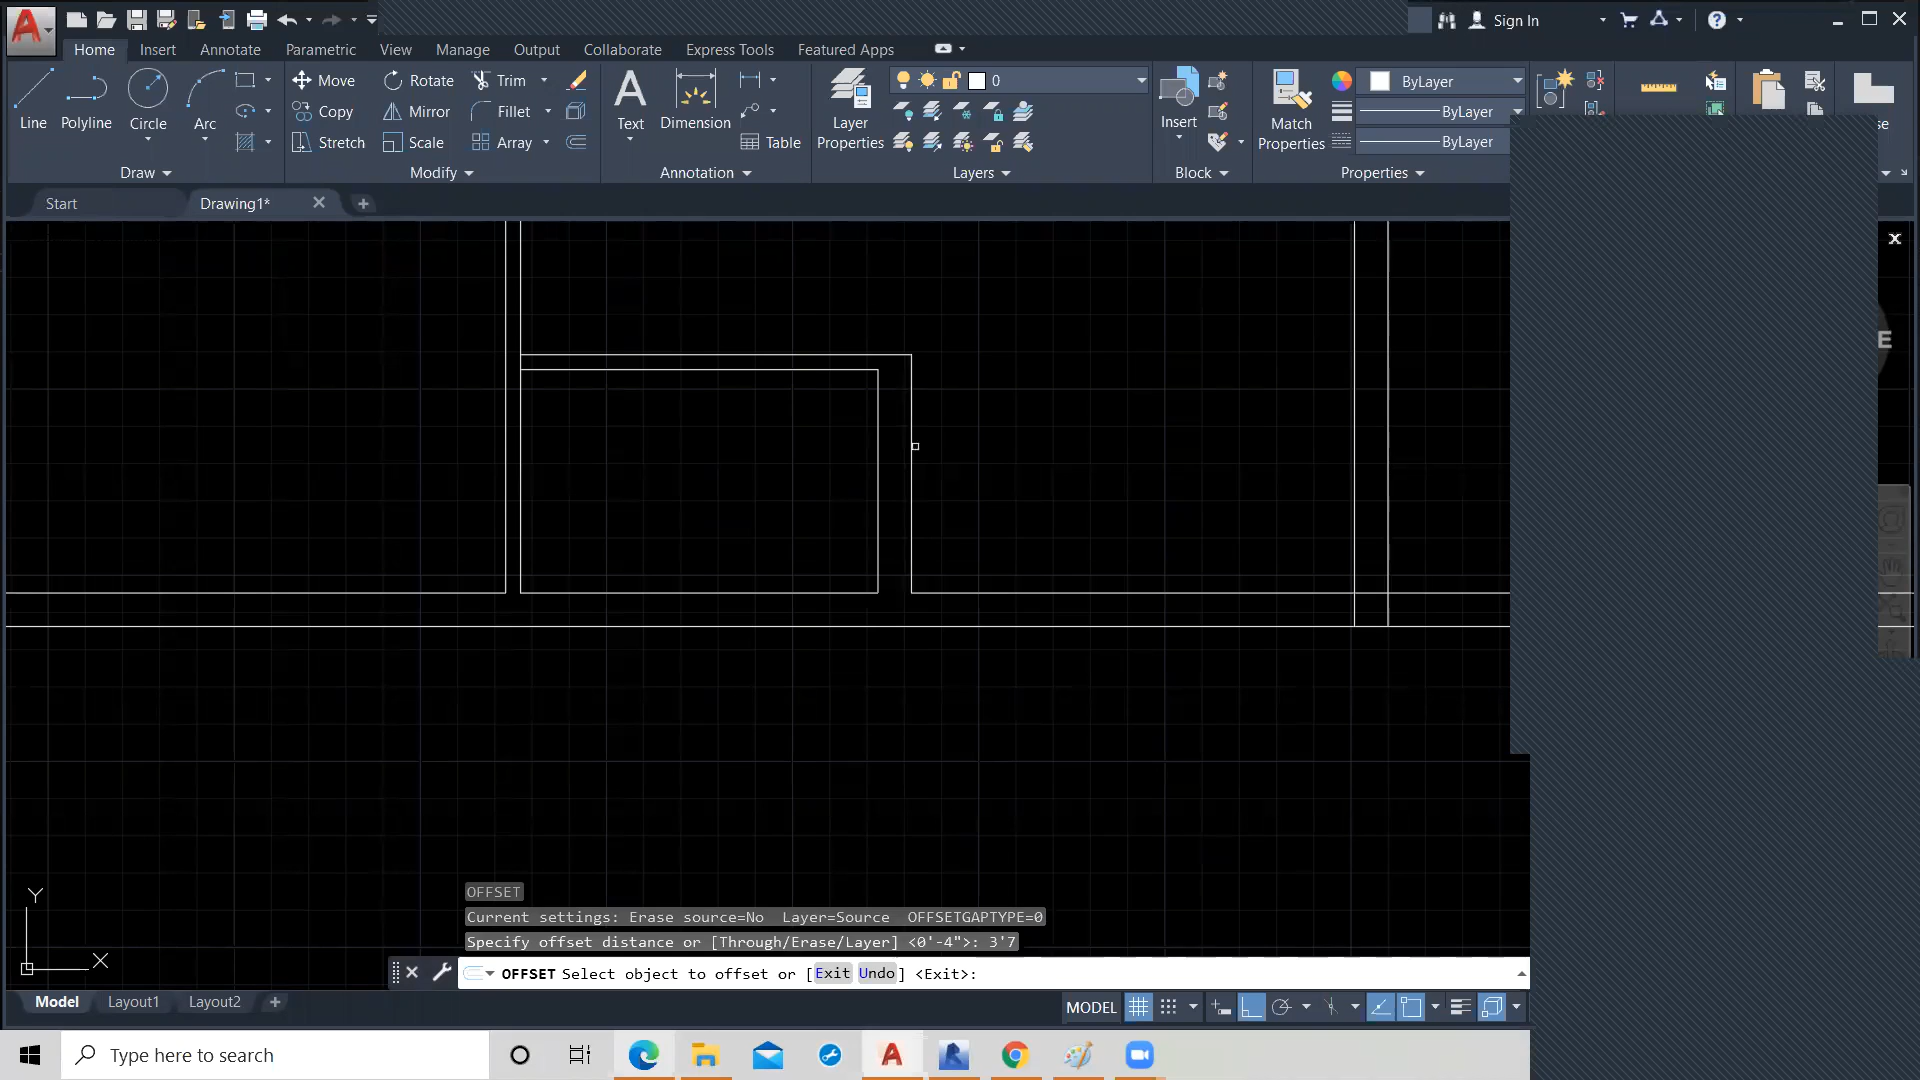 Sign In
Home Insert Annotate Parametric View Manage Output Collaborate Express Tools Featured Apps
Line Polyline Circle Arc
Move Rotate Trim
Copy Mirror Fillet
Stretch Scale Array
Text Dimension Table
Layer Properties
0
Insert
Match Properties
ByLayer
ByLayer
ByLayer
Draw Modify Annotation Layers Block Properties
Start Drawing1*
E
OFFSET
Current settings: Erase source=No Layer=Source OFFSETGAPTYPE=0
Specify offset distance or [Through/Erase/Layer] <0'-4">: 3'7
OFFSET Select object to offset or [Exit Undo] <Exit>:
Y
X
Model Layout1 Layout2
MODEL
Type here to search